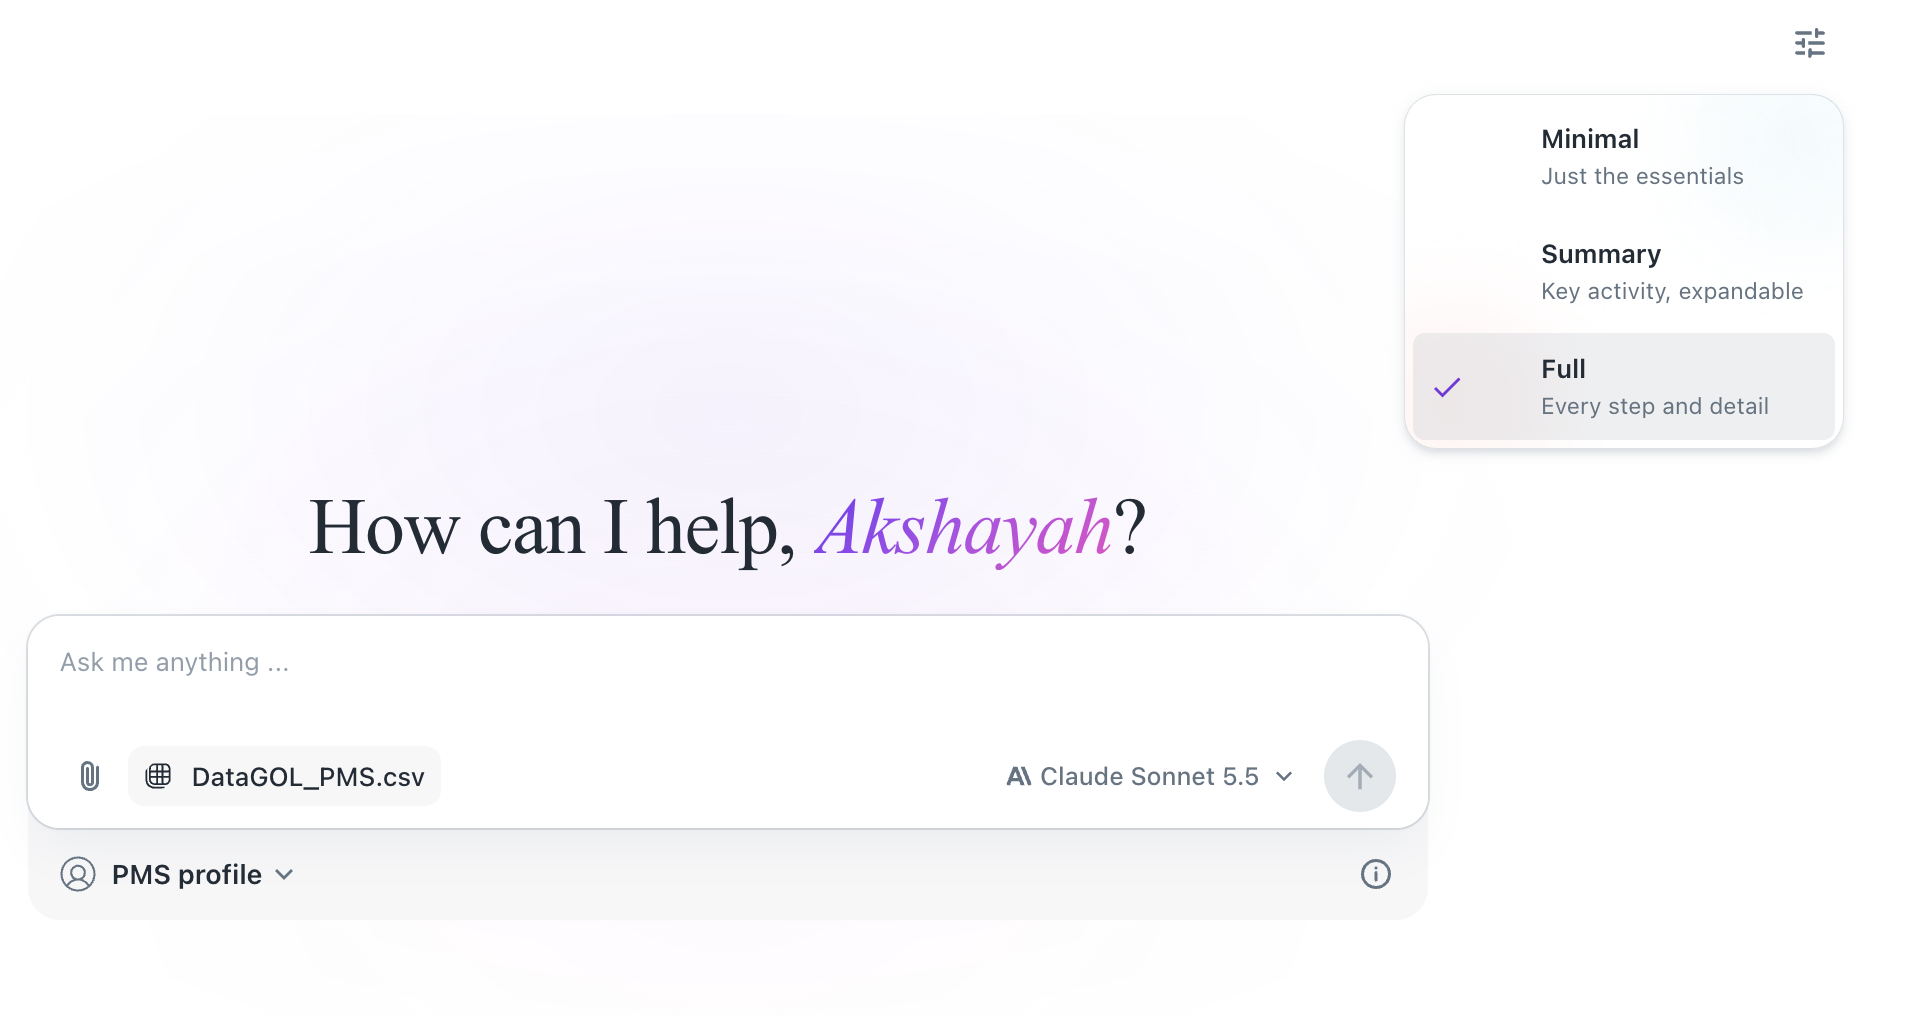 Minimal
Just the essentials
Summary
Key activity, expandable
Full
Every step and detail
How can I help, Akshayah?
Ask me anything ...
DataGOL_PMS.csv
Claude Sonnet 5.5
PMS profile